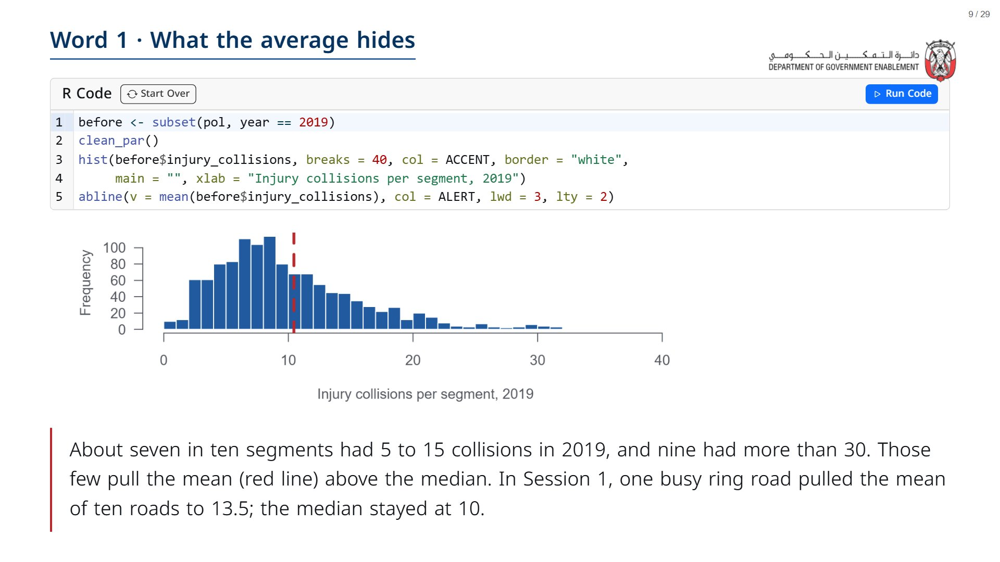 9 / 29
Word 1 · What the average hides
دائرة التمكين الحكومي
DEPARTMENT OF GOVERNMENT ENABLEMENT
R Code
Start Over
Run Code
1 before <- subset(pol, year == 2019)
2 clean_par()
3 hist(before$injury_collisions, breaks = 40, col = ACCENT, border = "white",
4 main = "", xlab = "Injury collisions per segment, 2019")
5 abline(v = mean(before$injury_collisions), col = ALERT, lwd = 3, lty = 2)
Frequency
100
80
60
40
20
0
0 10 20 30 40
Injury collisions per segment, 2019
About seven in ten segments had 5 to 15 collisions in 2019, and nine had more than 30. Those
few pull the mean (red line) above the median. In Session 1, one busy ring road pulled the mean
of ten roads to 13.5; the median stayed at 10.